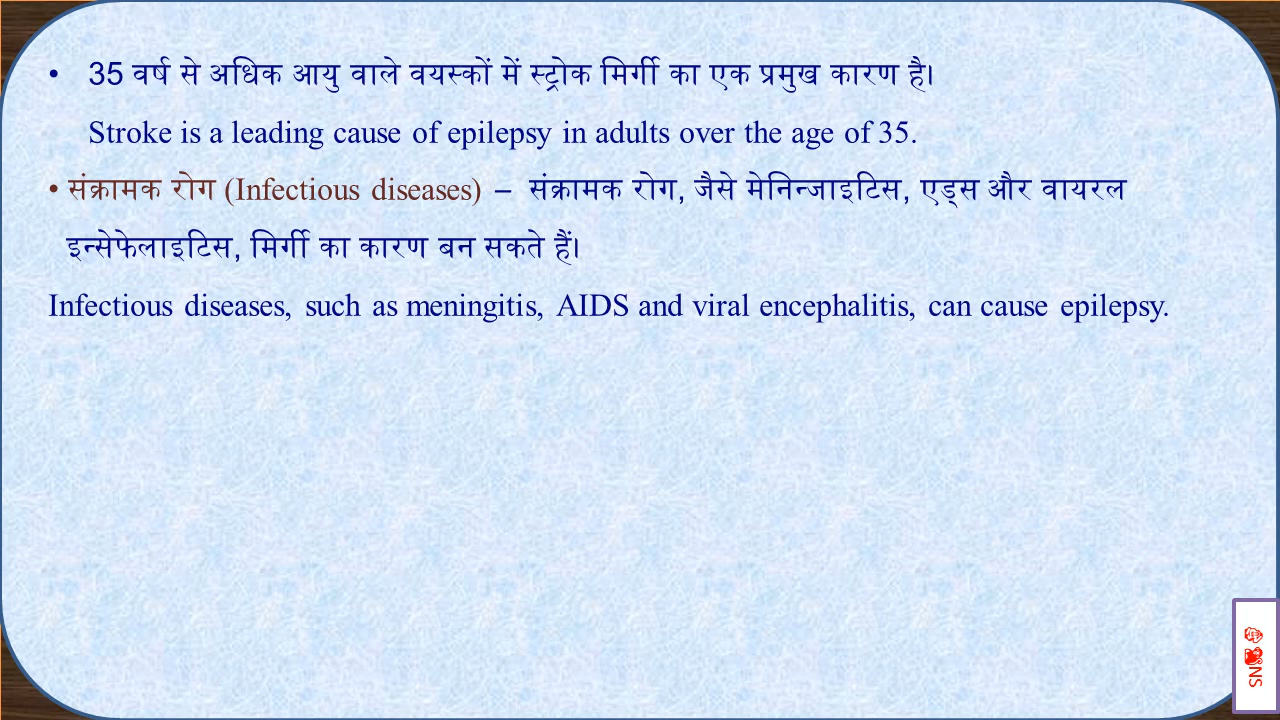 • 35 वर्ष से अधिक आयु वाले वयस्कों में स्ट्रोक मिर्गी का एक प्रमुख कारण है।
Stroke is a leading cause of epilepsy in adults over the age of 35.
• संक्रामक रोग (Infectious diseases) – संक्रामक रोग, जैसे मेनिन्जाइटिस, एड्स और वायरल
इन्सेफेलाइटिस, मिर्गी का कारण बन सकते हैं।
Infectious diseases, such as meningitis, AIDS and viral encephalitis, can cause epilepsy.
NS